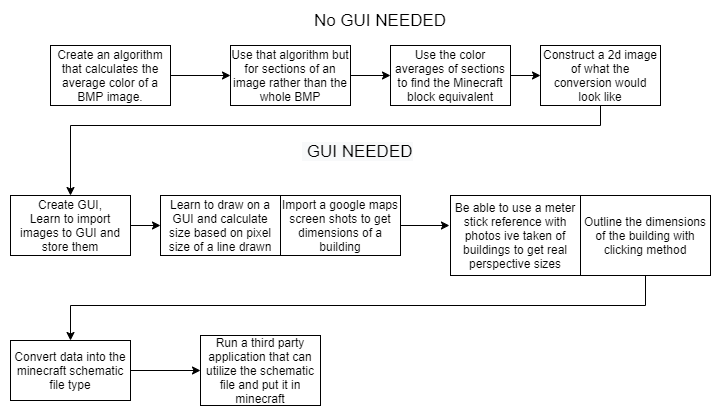 No GUI NEEDED
Create an algorithm
that calculates the
average color of a
BMP image.
Use that algorithm but
for sections of an
image rather than the
whole BMP
Use the color
averages of sections
to find the Minecraft
block equivalent
Construct a 2d image
of what the
conversion would
look like
GUI NEEDED
Create GUI,
Learn to import
images to GUI and
store them
Learn to draw on a
GUI and calculate
size based on pixel
size of a line drawn
Import a google maps
screen shots to get
dimensions of a
building
Be able to use a meter
stick reference with
photos ive taken of
buildings to get real
perspective sizes
Outline the dimensions
of the building with
clicking method
Convert data into the
minecraft schematic
file type
Run a third party
application that can
utilize the schematic
file and put it in
minecraft